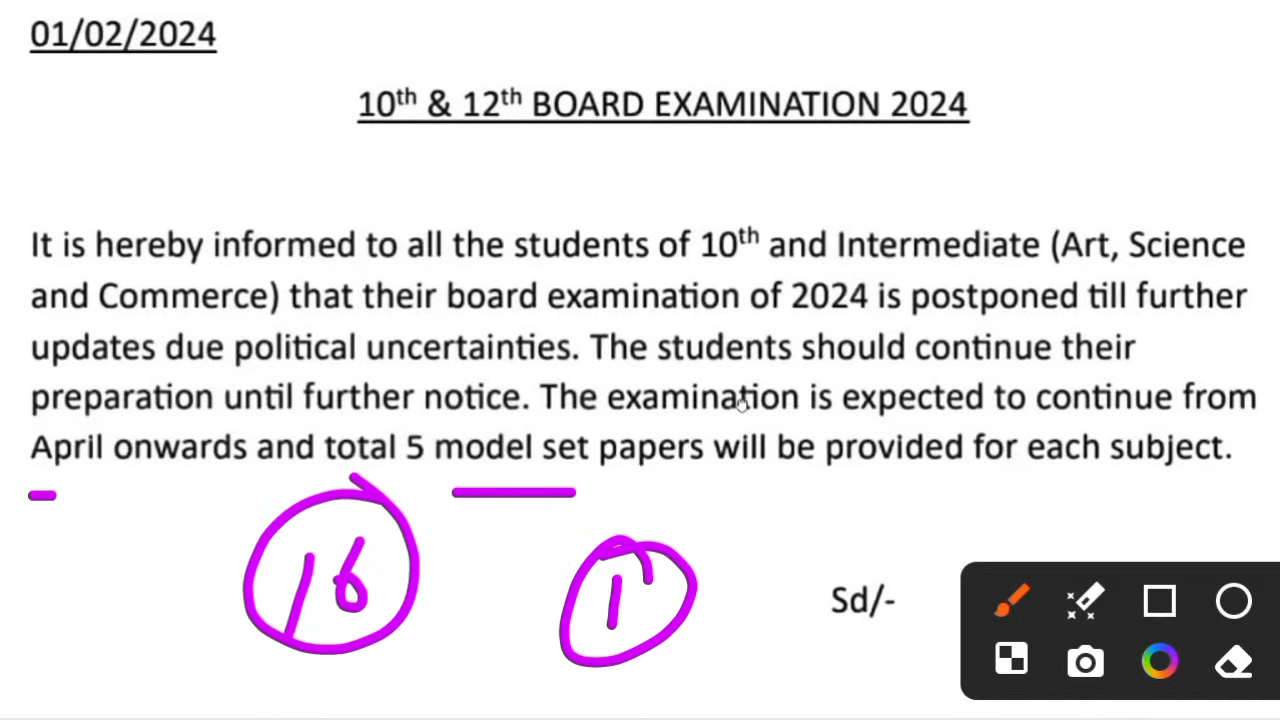 01/02/2024
10th & 12th BOARD EXAMINATION 2024
It is hereby informed to all the students of 10th and Intermediate (Art, Science
and Commerce) that their board examination of 2024 is postponed till further
updates due political uncertainties. The students should continue their
preparation until further notice. The examination is expected to continue from
April onwards and total 5 model set papers will be provided for each subject.
16
1
Sd/-